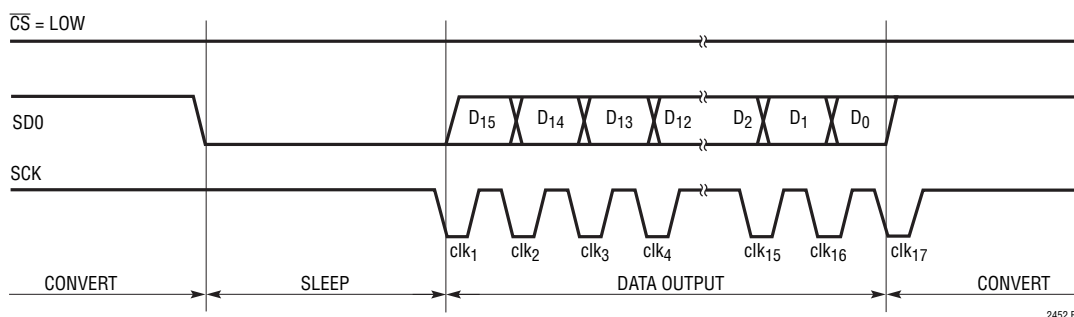 CS = LOW
SD0
D15 D14 D13 D12 D2 D1 D0
SCK
clk1 clk2 clk3 clk4 clk15 clk16 clk17
CONVERT SLEEP DATA OUTPUT CONVERT
2452 F